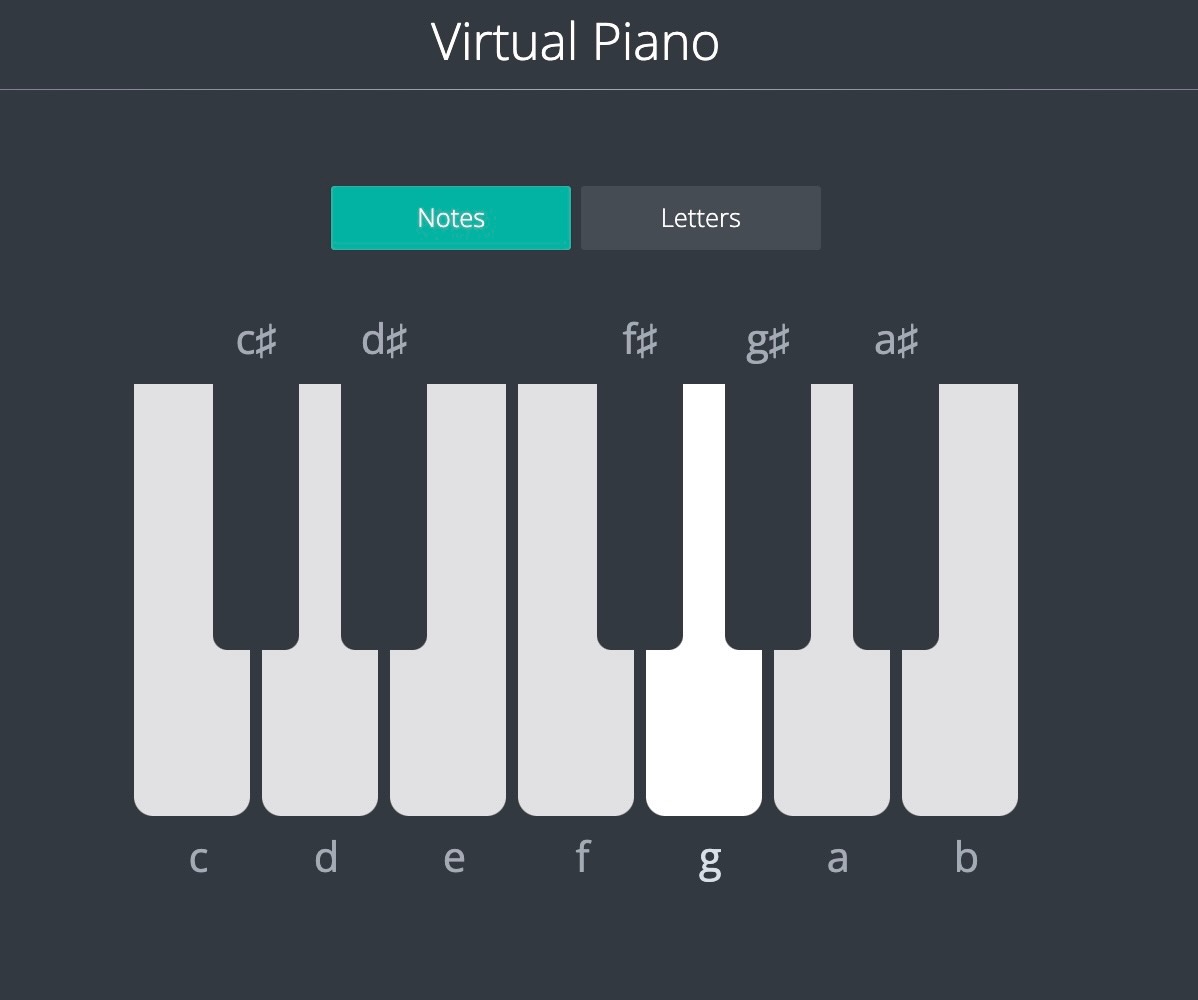 Virtual Piano
Notes Letters
c♯ d♯ f♯ g♯ a♯
c d e f g a b